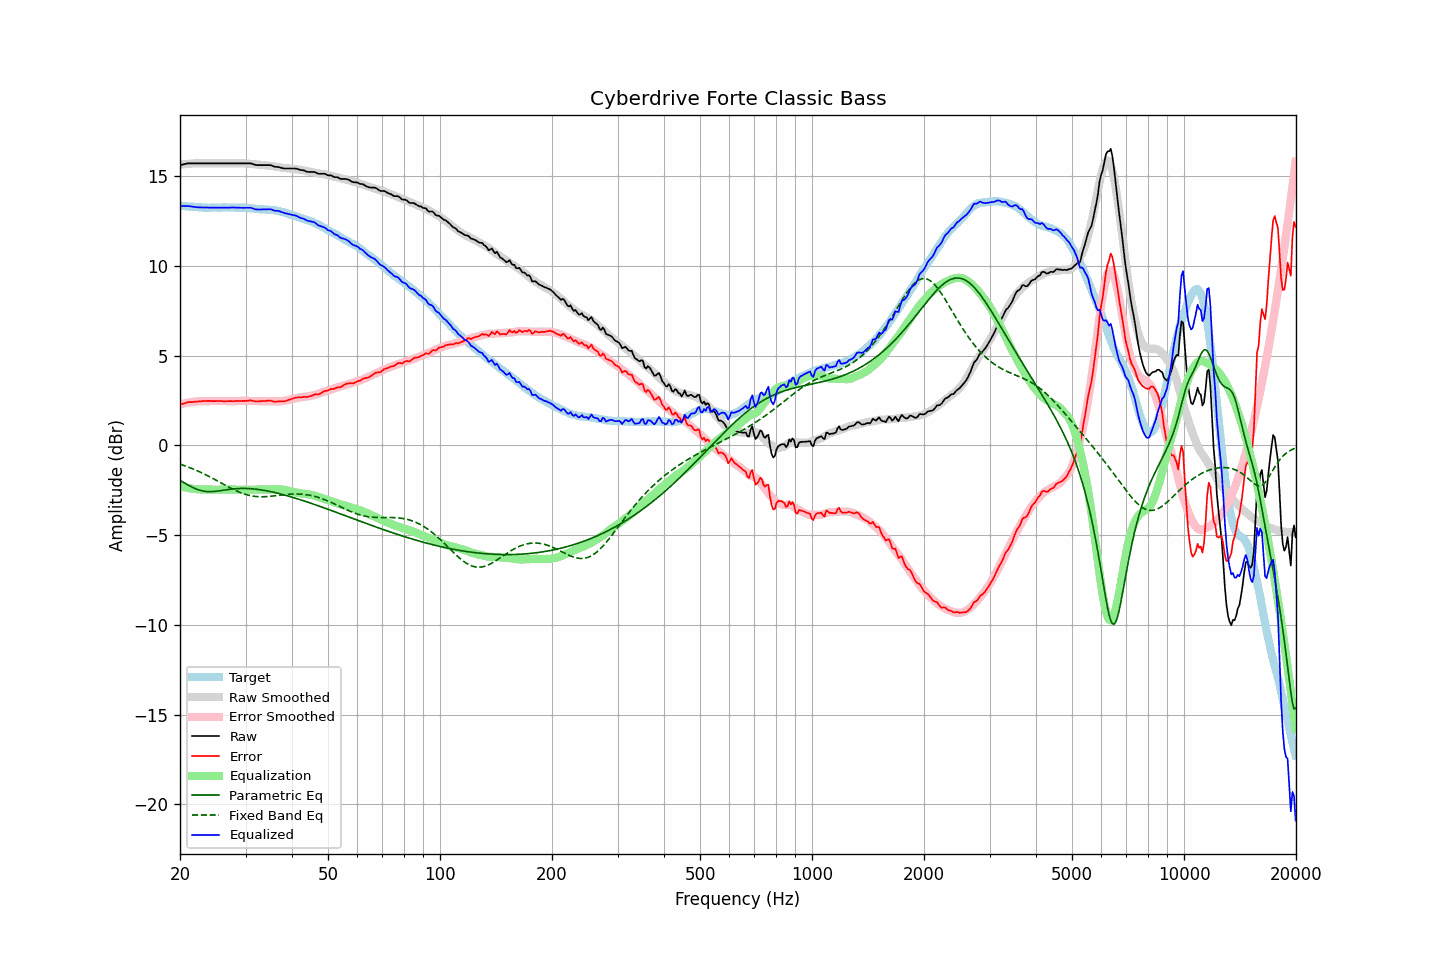 Cyberdrive Forte Classic Bass
Amplitude (dBr)
15
10
5
0
−5
−10
−15
−20
Target
Raw Smoothed
Error Smoothed
Raw
Error
Equalization
Parametric Eq
Fixed Band Eq
Equalized
20
50
100
200
500
1000
2000
5000
10000
20000
Frequency (Hz)